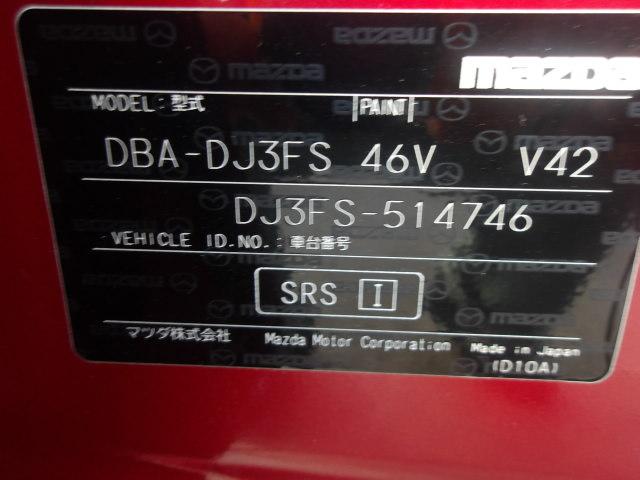 mazda
MODEL:型式 PAINT
DBA-DJ3FS 46V V42
DJ3FS-514746
VEHICLE ID.NO.:車台番号
SRS I
マツダ株式会社 Mazda Motor Corporation Made in Japan
(D10A)